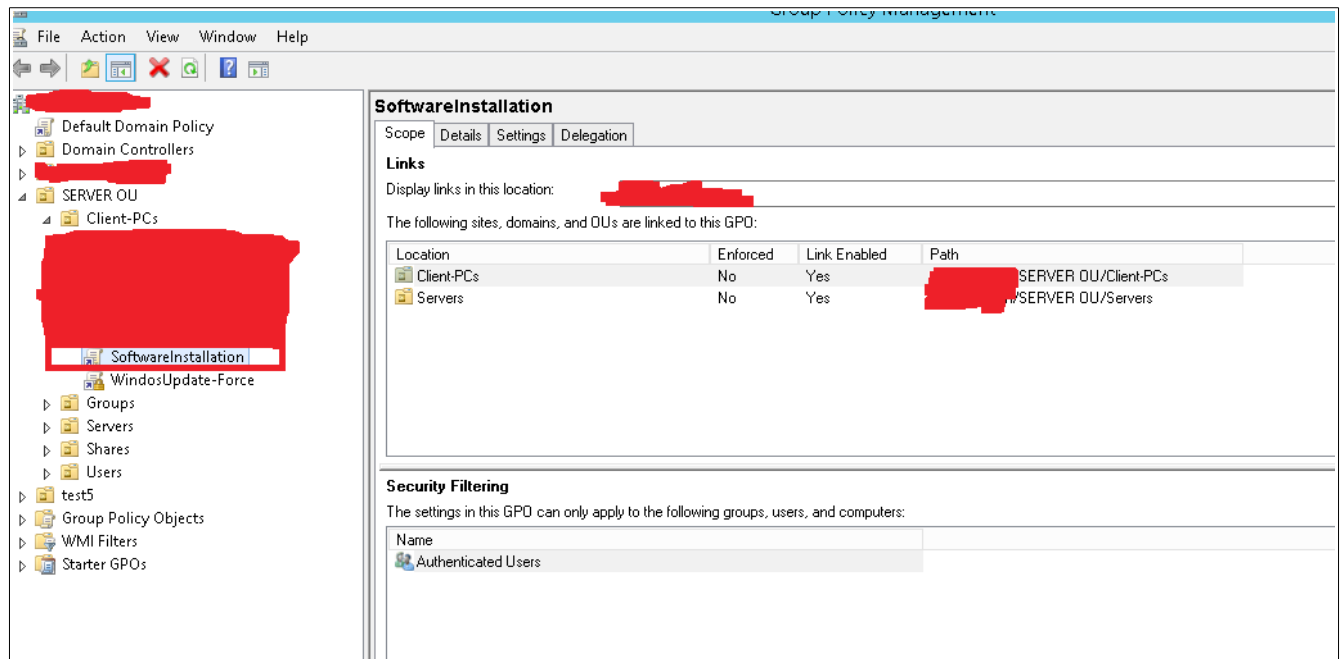 Group Policy Management
File Action View Window Help
Default Domain Policy
Domain Controllers
SERVER OU
Client-PCs
SoftwareInstallation
WindosUpdate-Force
Groups
Servers
Shares
Users
test5
Group Policy Objects
WMI Filters
Starter GPOs
SoftwareInstallation
Scope Details Settings Delegation
Links
Display links in this location:
The following sites, domains, and OUs are linked to this GPO:
Location Enforced Link Enabled Path
Client-PCs No Yes SERVER OU/Client-PCs
Servers No Yes /SERVER OU/Servers
Security Filtering
The settings in this GPO can only apply to the following groups, users, and computers:
Name
Authenticated Users